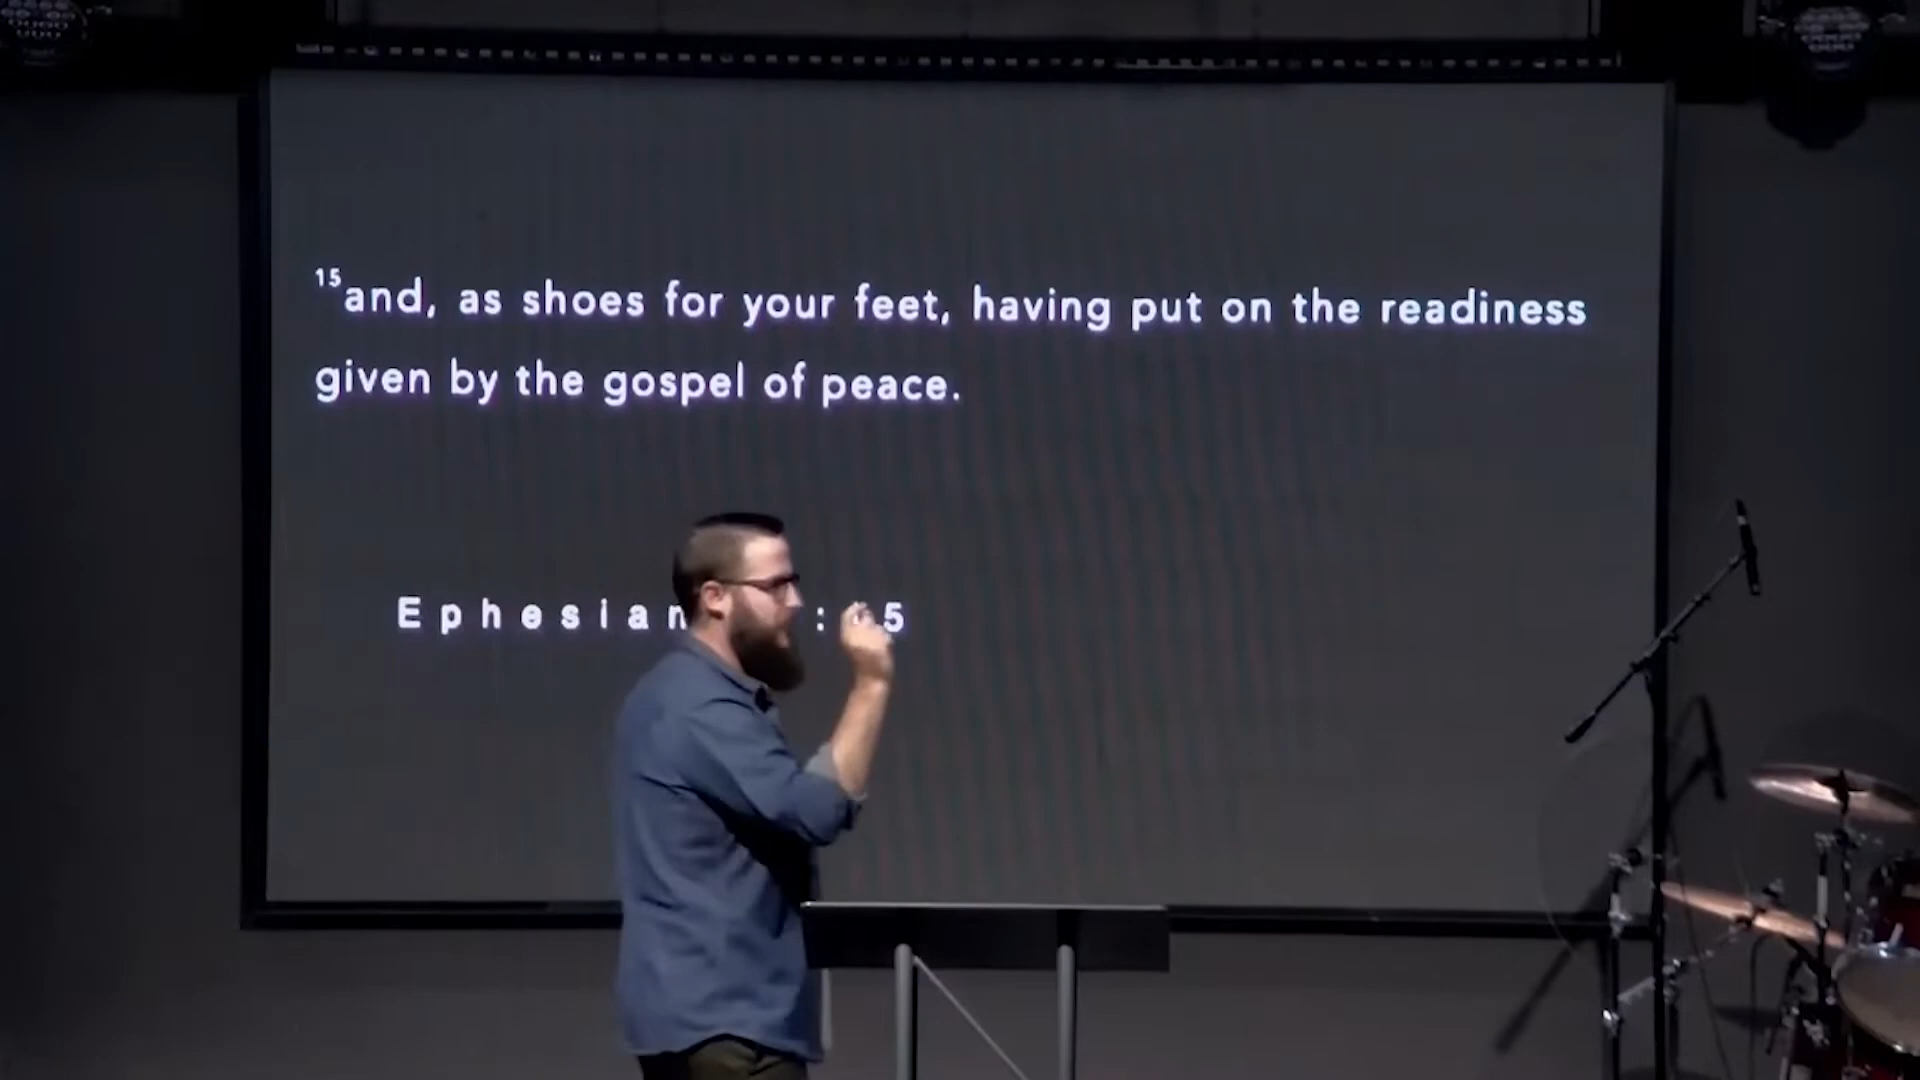 15and, as shoes for your feet, having put on the readiness
given by the gospel of peace.